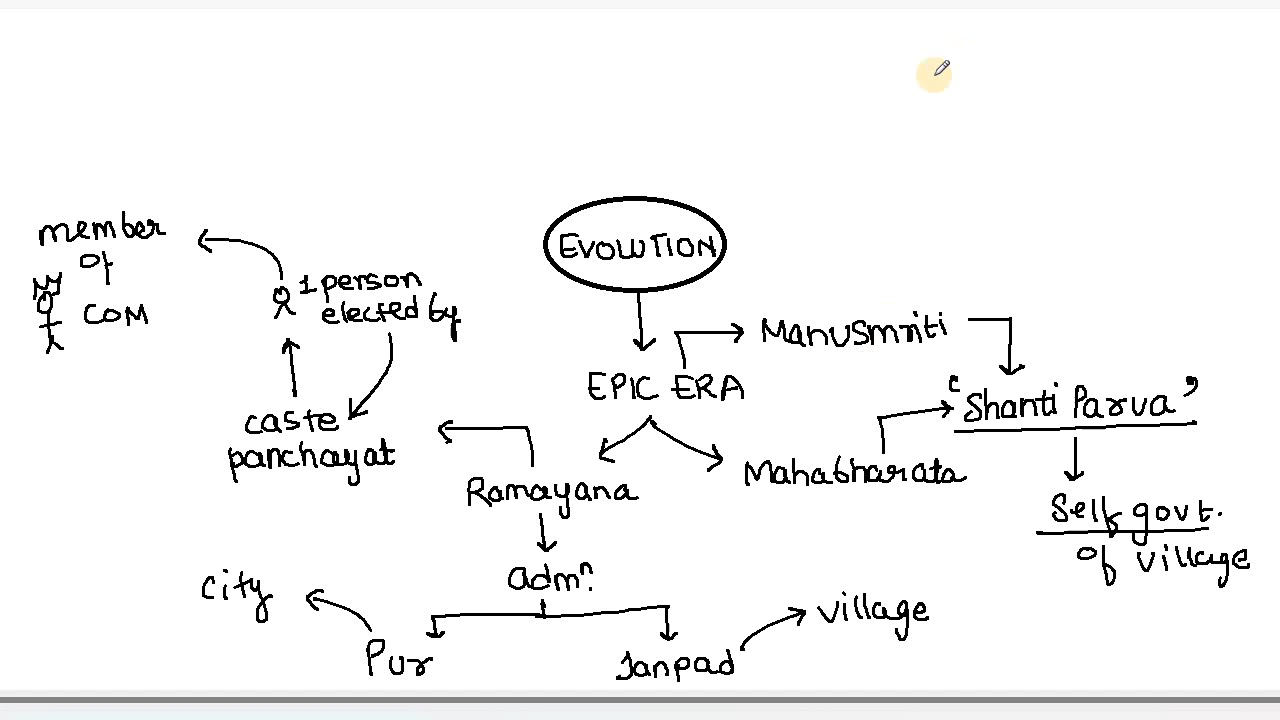 member
of
COM
1 person
elected by
EVOLUTION
Manusmriti
EPIC ERA
'Shanti Parva'
caste
panchayat
Ramayana
Mahabharata
Self govt.
of village
admn.
city
village
Pur
Janpad